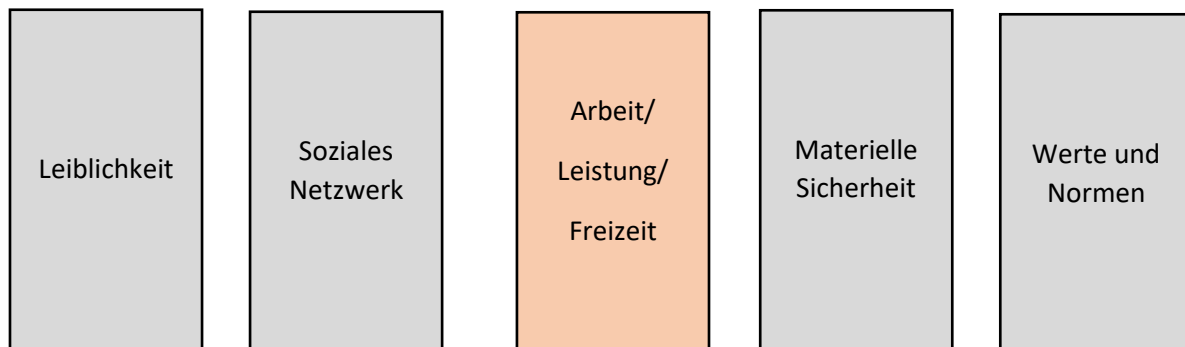 Leiblichkeit
Soziales
Netzwerk
Arbeit/
Leistung/
Freizeit
Materielle
Sicherheit
Werte und
Normen